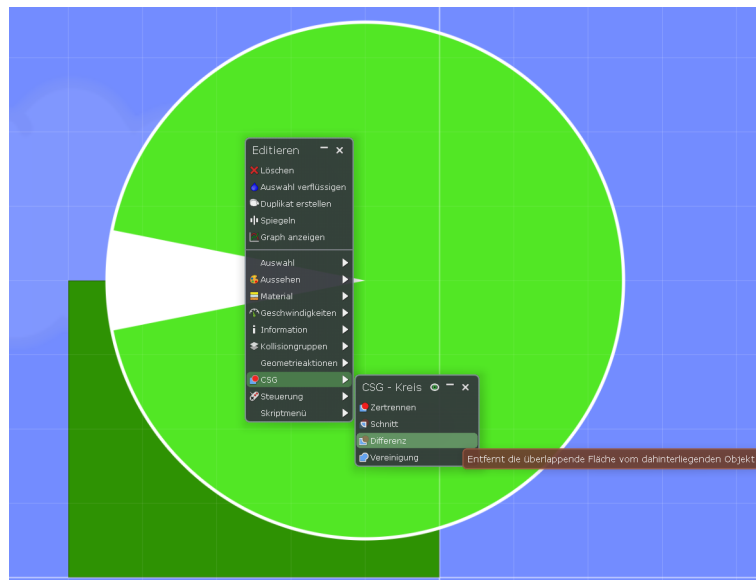 Editieren
Löschen
Auswahl verflüssigen
Duplikat erstellen
Spiegeln
Graph anzeigen
Auswahl
Aussehen
Material
Geschwindigkeiten
Information
Kollisiongruppen
Geometrieaktionen
CSG
Steuerung
Skriptmenü
CSG - Kreis
Zertrennen
Schnitt
Differenz
Vereinigung
Entfernt die überlappende Fläche vom dahinterliegenden Objekt